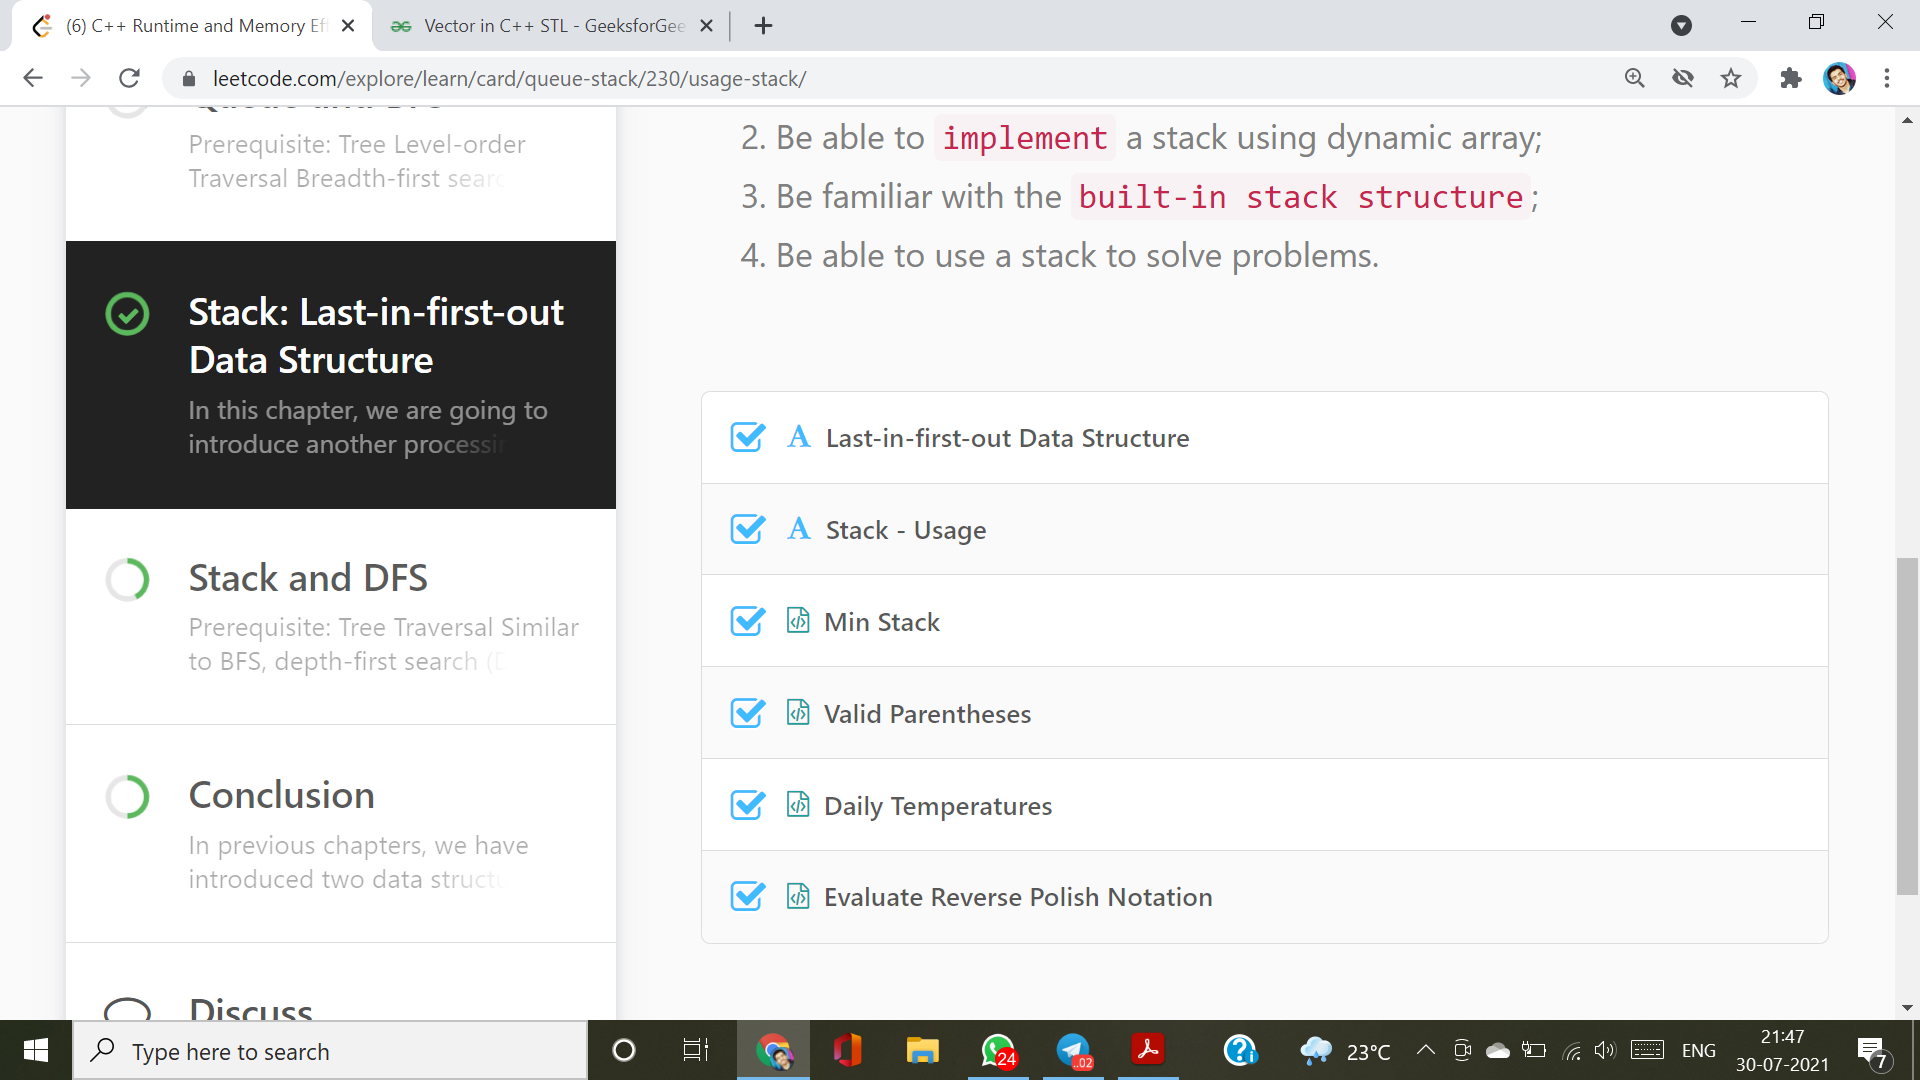 (6) C++ Runtime and Memory Ef
Vector in C++ STL - GeeksforGee
leetcode.com/explore/learn/card/queue-stack/230/usage-stack/
Prerequisite: Tree Level-order
Traversal Breadth-first searc
Stack: Last-in-first-out
Data Structure
In this chapter, we are going to
introduce another processi
Stack and DFS
Prerequisite: Tree Traversal Similar
to BFS, depth-first search (D
Conclusion
In previous chapters, we have
introduced two data structu
Discuss
2. Be able to implement a stack using dynamic array;
3. Be familiar with the built-in stack structure;
4. Be able to use a stack to solve problems.
A Last-in-first-out Data Structure
A Stack - Usage
Min Stack
Valid Parentheses
Daily Temperatures
Evaluate Reverse Polish Notation
Type here to search
24
..02
23°C
ENG
21:47
30-07-2021
7